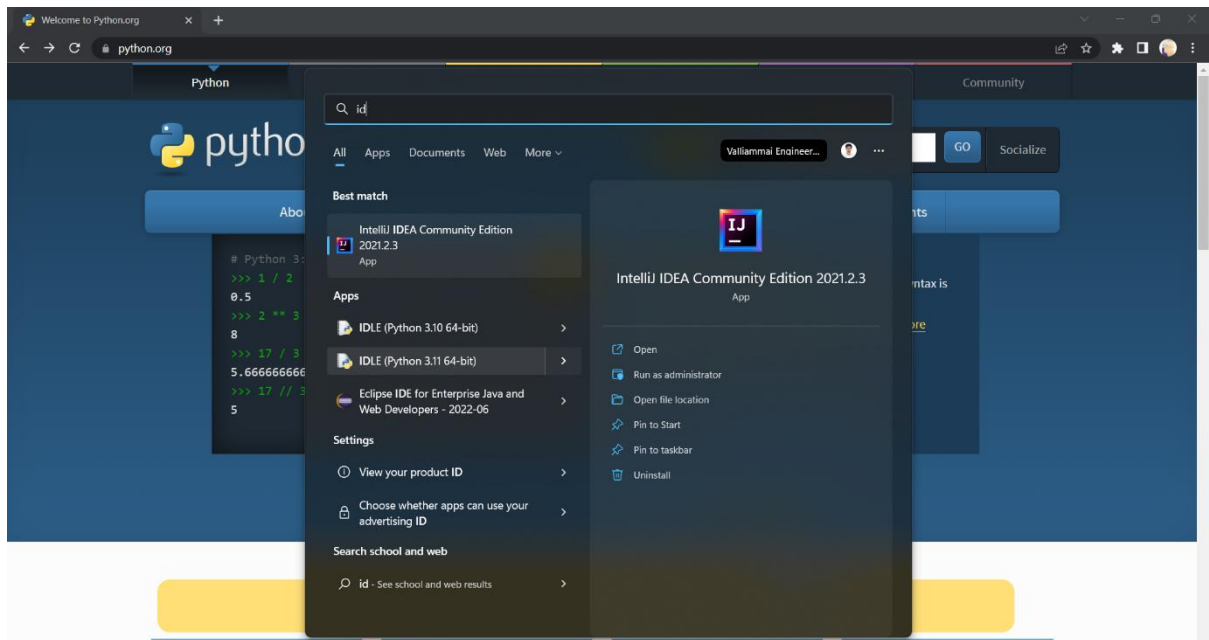 Welcome to Python.org
python.org
Python
Community
id
pytho
GO
Socialize
All Apps Documents Web More
Valliammai Engineer...
Abo
nts
Best match
IntelliJ IDEA Community Edition
2021.2.3
App
Apps
IDLE (Python 3.10 64-bit)
IDLE (Python 3.11 64-bit)
Eclipse IDE for Enterprise Java and
Web Developers - 2022-06
Settings
View your product ID
Choose whether apps can use your
advertising ID
Search school and web
id - See school and web results
IJ
IntelliJ IDEA Community Edition 2021.2.3
App
Open
Run as administrator
Open file location
Pin to Start
Pin to taskbar
Uninstall
# Python 3:
>>> 1 / 2
0.5
>>> 2 ** 3
8
>>> 17 / 3
5.666666666
>>> 17 // 3
5
ntax is
ore